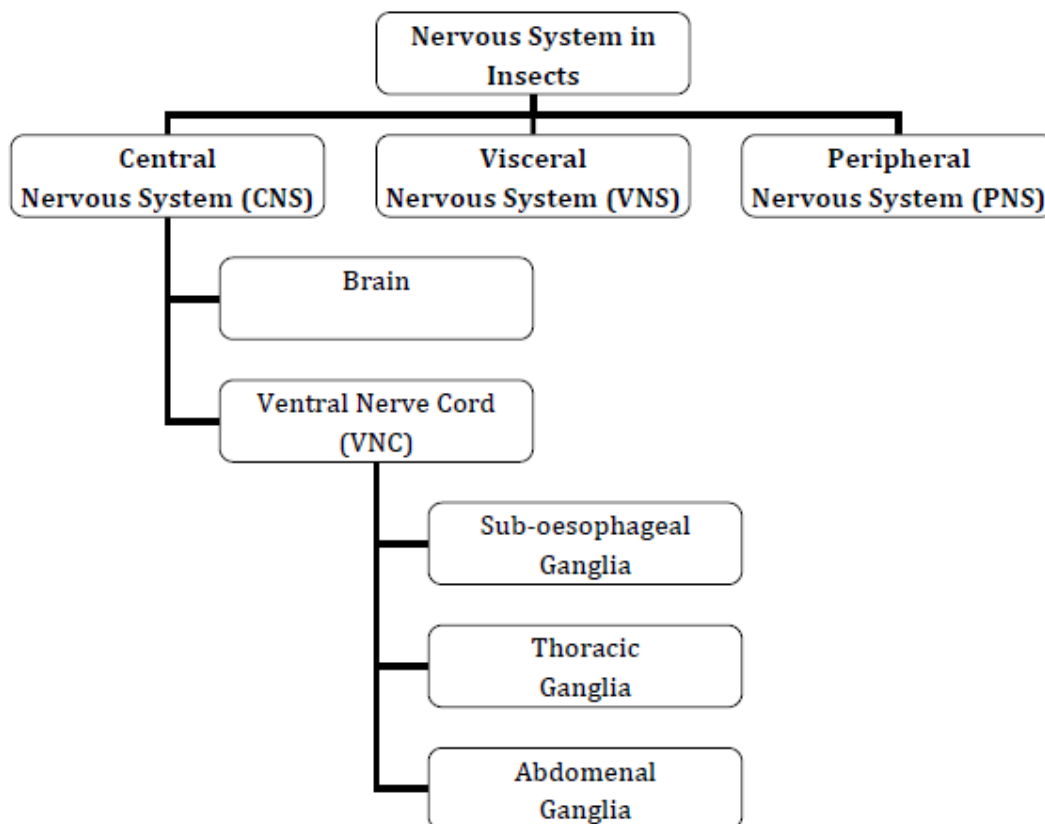 Nervous System in
Insects
Central
Nervous System (CNS)
Visceral
Nervous System (VNS)
Peripheral
Nervous System (PNS)
Brain
Ventral Nerve Cord
(VNC)
Sub-oesophageal
Ganglia
Thoracic
Ganglia
Abdomenal
Ganglia